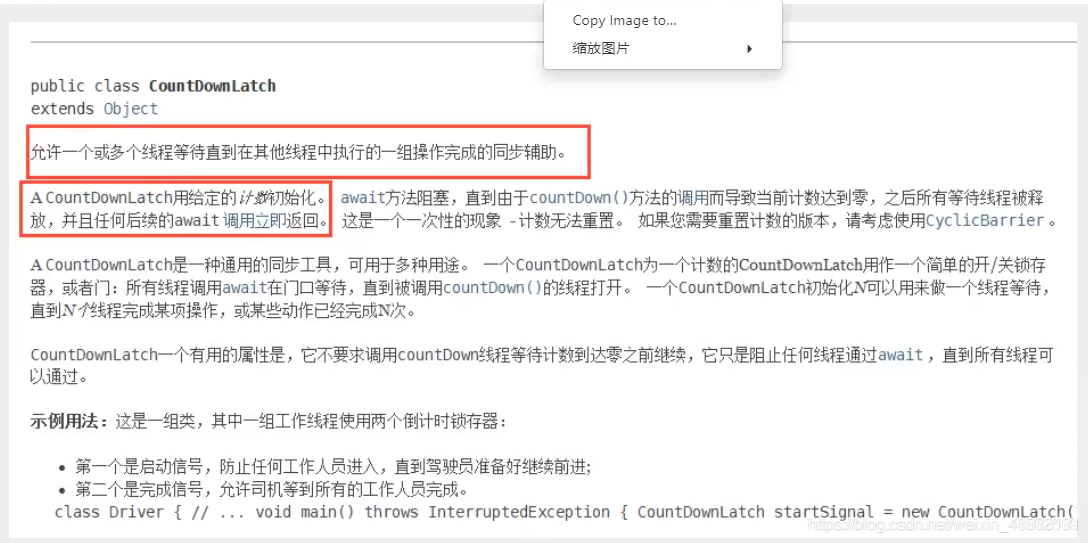 Copy Image to...
缩放图片
public class CountDownLatch
extends Object
允许一个或多个线程等待直到在其他线程中执行的一组操作完成的同步辅助。
A CountDownLatch用给定的计数初始化。 await方法阻塞，直到由于countDown()方法的调用而导致当前计数达到零，之后所有等待线程被释
放，并且任何后续的await 调用立即返回。 这是一个一次性的现象 - 计数无法重置。 如果您需要重置计数的版本，请考虑使用CyclicBarrier 。
A CountDownLatch是一种通用的同步工具，可用于多种用途。 一个CountDownLatch为一个计数的CountDownLatch用作一个简单的开/关锁存
器，或者门：所有线程调用await在门口等待，直到被调用countDown()的线程打开。 一个CountDownLatch初始化N可以用来做一个线程等待，
直到N个线程完成某项操作，或某些动作已经完成N次。
CountDownLatch一个有用的属性是，它不要求调用countDown线程等待计数到达零之前继续，它只是阻止任何线程通过await ，直到所有线程可
以通过。
示例用法：这是一组类，其中一组工作线程使用两个倒计时锁存器：
• 第一个是启动信号，防止任何工作人员进入，直到驾驶员准备好继续前进;
• 第二个是完成信号，允许司机等到所有的工作人员完成。
class Driver { // ... void main() throws InterruptedException { CountDownLatch startSignal = new CountDownLatch(